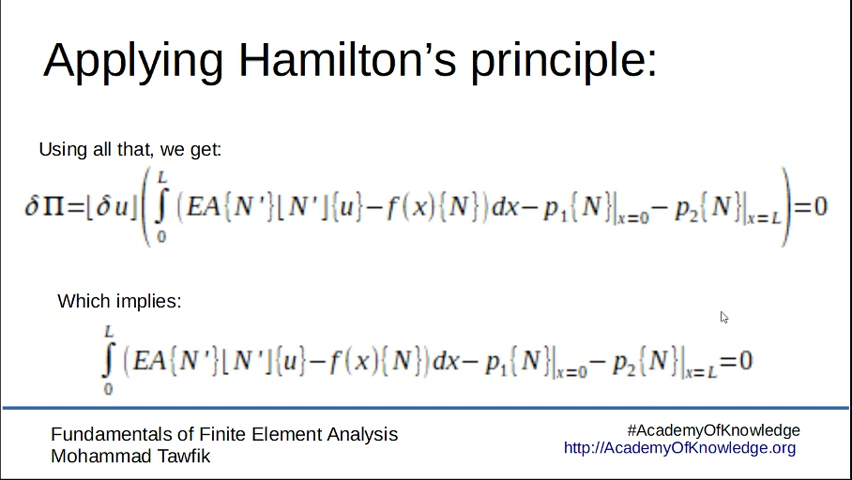 Applying Hamilton's principle:
Using all that, we get:
δΠ=⌊δu⌋(∫₀ᴸ (EA{N'}⌊N'⌋{u}−f(x){N})dx−p₁{N}|ₓ₌₀−p₂{N}|ₓ₌L)=0
Which implies:
∫₀ᴸ (EA{N'}⌊N'⌋{u}−f(x){N})dx−p₁{N}|ₓ₌₀−p₂{N}|ₓ₌L=0
Fundamentals of Finite Element Analysis
Mohammad Tawfik
#AcademyOfKnowledge
http://AcademyOfKnowledge.org